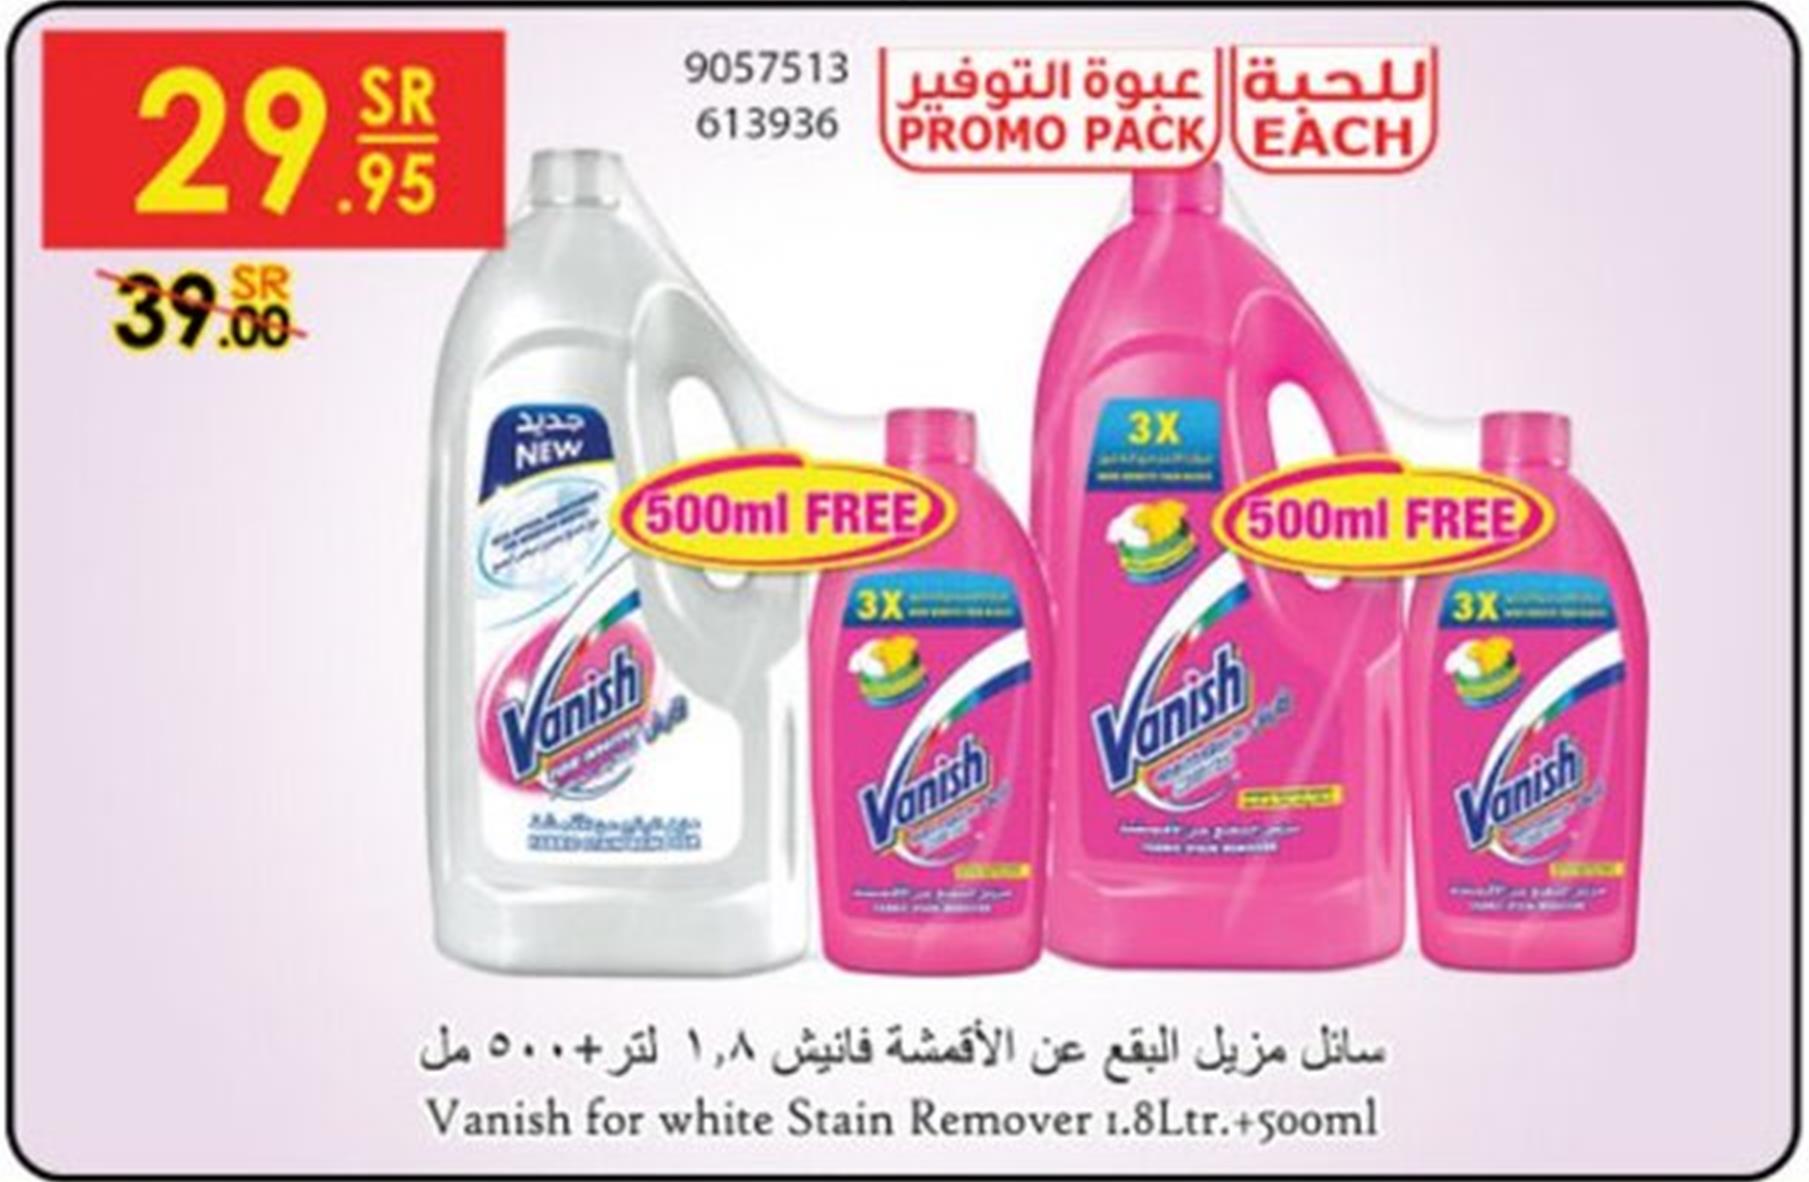 29.95 SR
39.00 SR
9057513
613936
عبوة التوفير
PROMO PACK
للحبة
EACH
جديد
NEW
Vanish
فانيش
500ml FREE
3X
Vanish
3X
Vanish
فانيش
500ml FREE
3X
Vanish
سائل مزيل البقع عن الأقمشة فانيش ١,٨ لتر+٥٠٠ مل
Vanish for white Stain Remover 1.8Ltr.+500ml